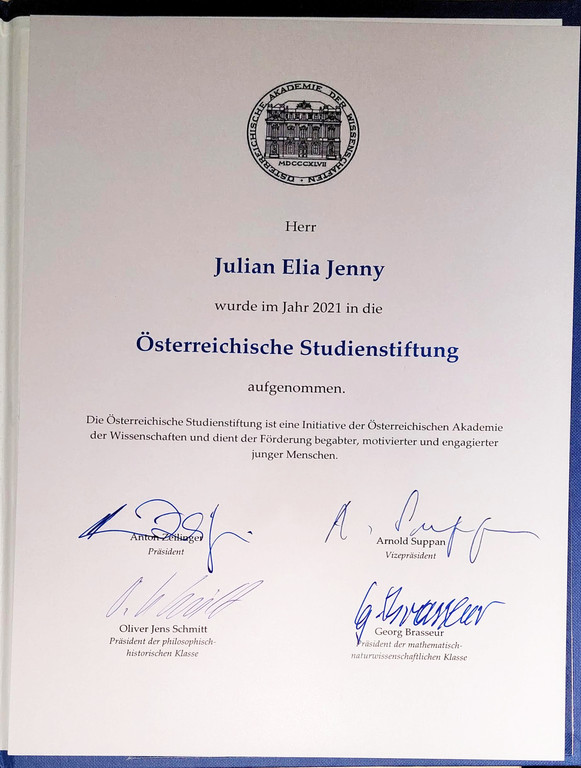 ÖSTERREICHISCHE AKADEMIE DER WISSENSCHAFTEN
MDCCCXLVII
Herr
Julian Elia Jenny
wurde im Jahr 2021 in die
Österreichische Studienstiftung
aufgenommen.
Die Österreichische Studienstiftung ist eine Initiative der Österreichischen Akademie
der Wissenschaften und dient der Förderung begabter, motivierter und engagierter
junger Menschen.
Anton Zeilinger
Präsident
A. Suppan
Arnold Suppan
Vizepräsident
O. Schmitt
Oliver Jens Schmitt
Präsident der philosophisch-
historischen Klasse
G. Brasseur
Georg Brasseur
Präsident der mathematisch-
naturwissenschaftlichen Klasse